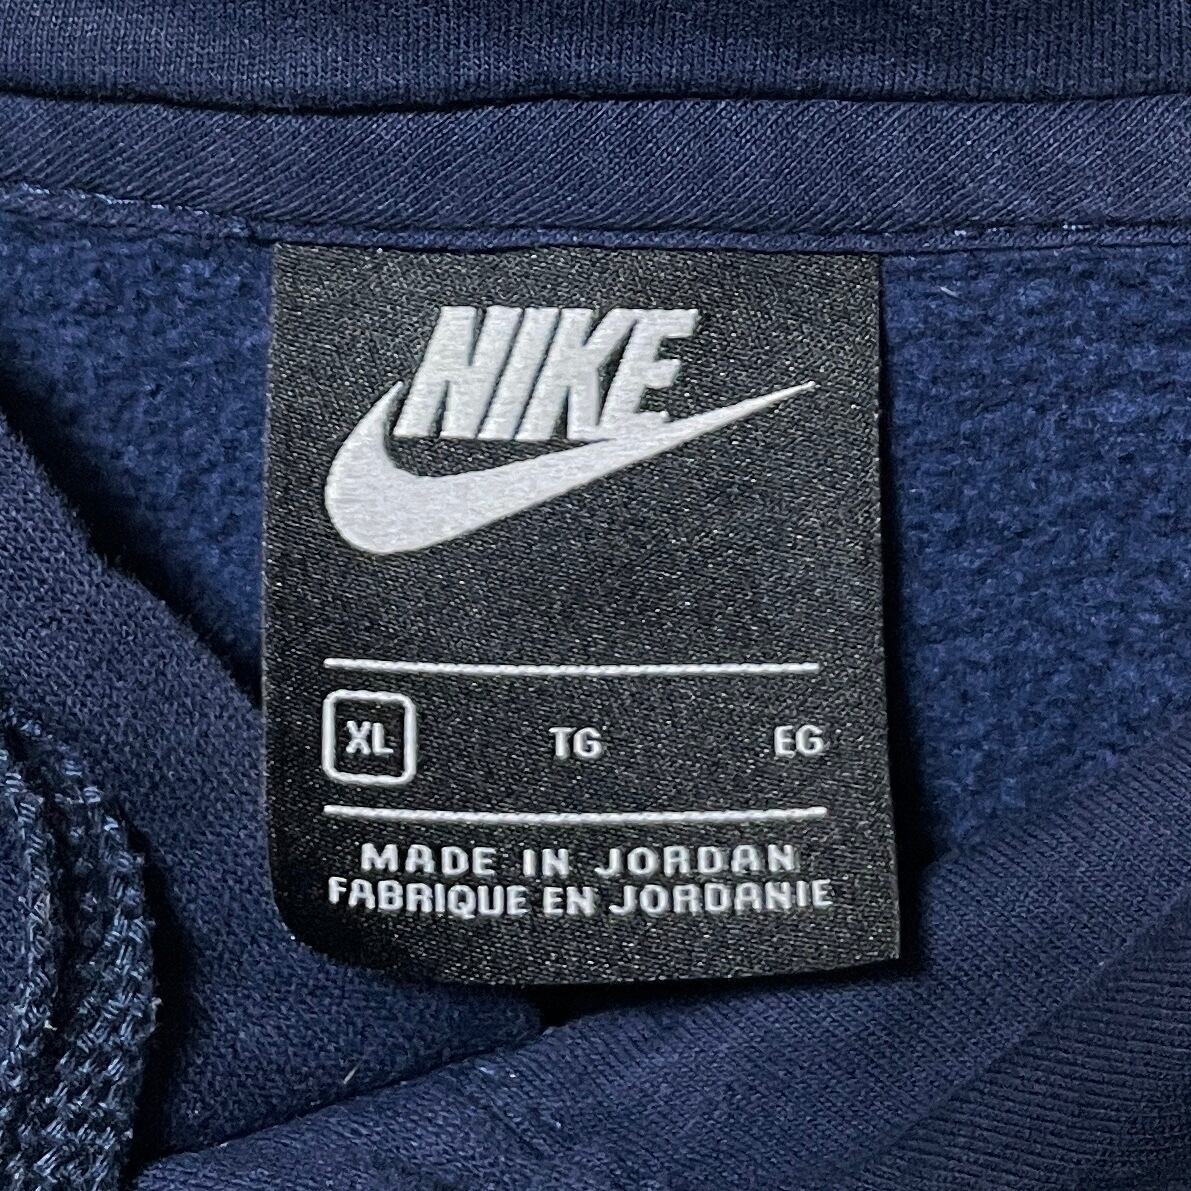 NIKE
XL TG EG
MADE IN JORDAN
FABRIQUE EN JORDANIE